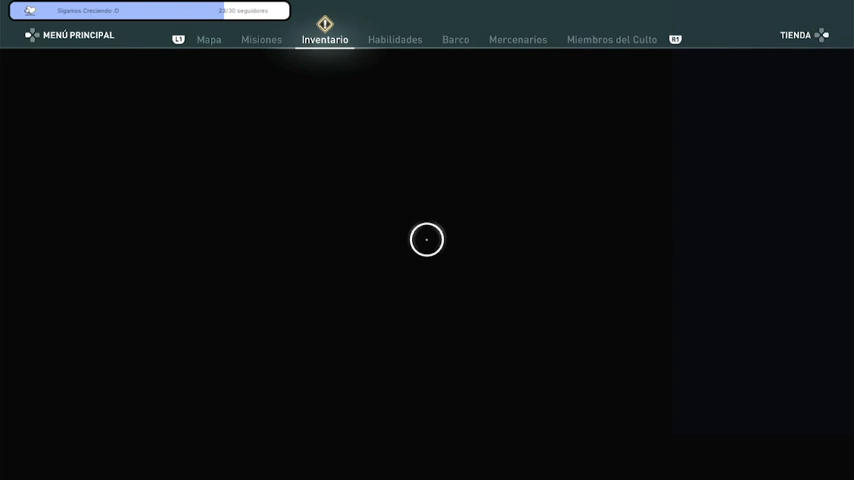 Sigamos Creciendo :D 23/30 seguidores
MENÚ PRINCIPAL L1 Mapa Misiones Inventario Habilidades Barco Mercenarios Miembros del Culto R1 TIENDA